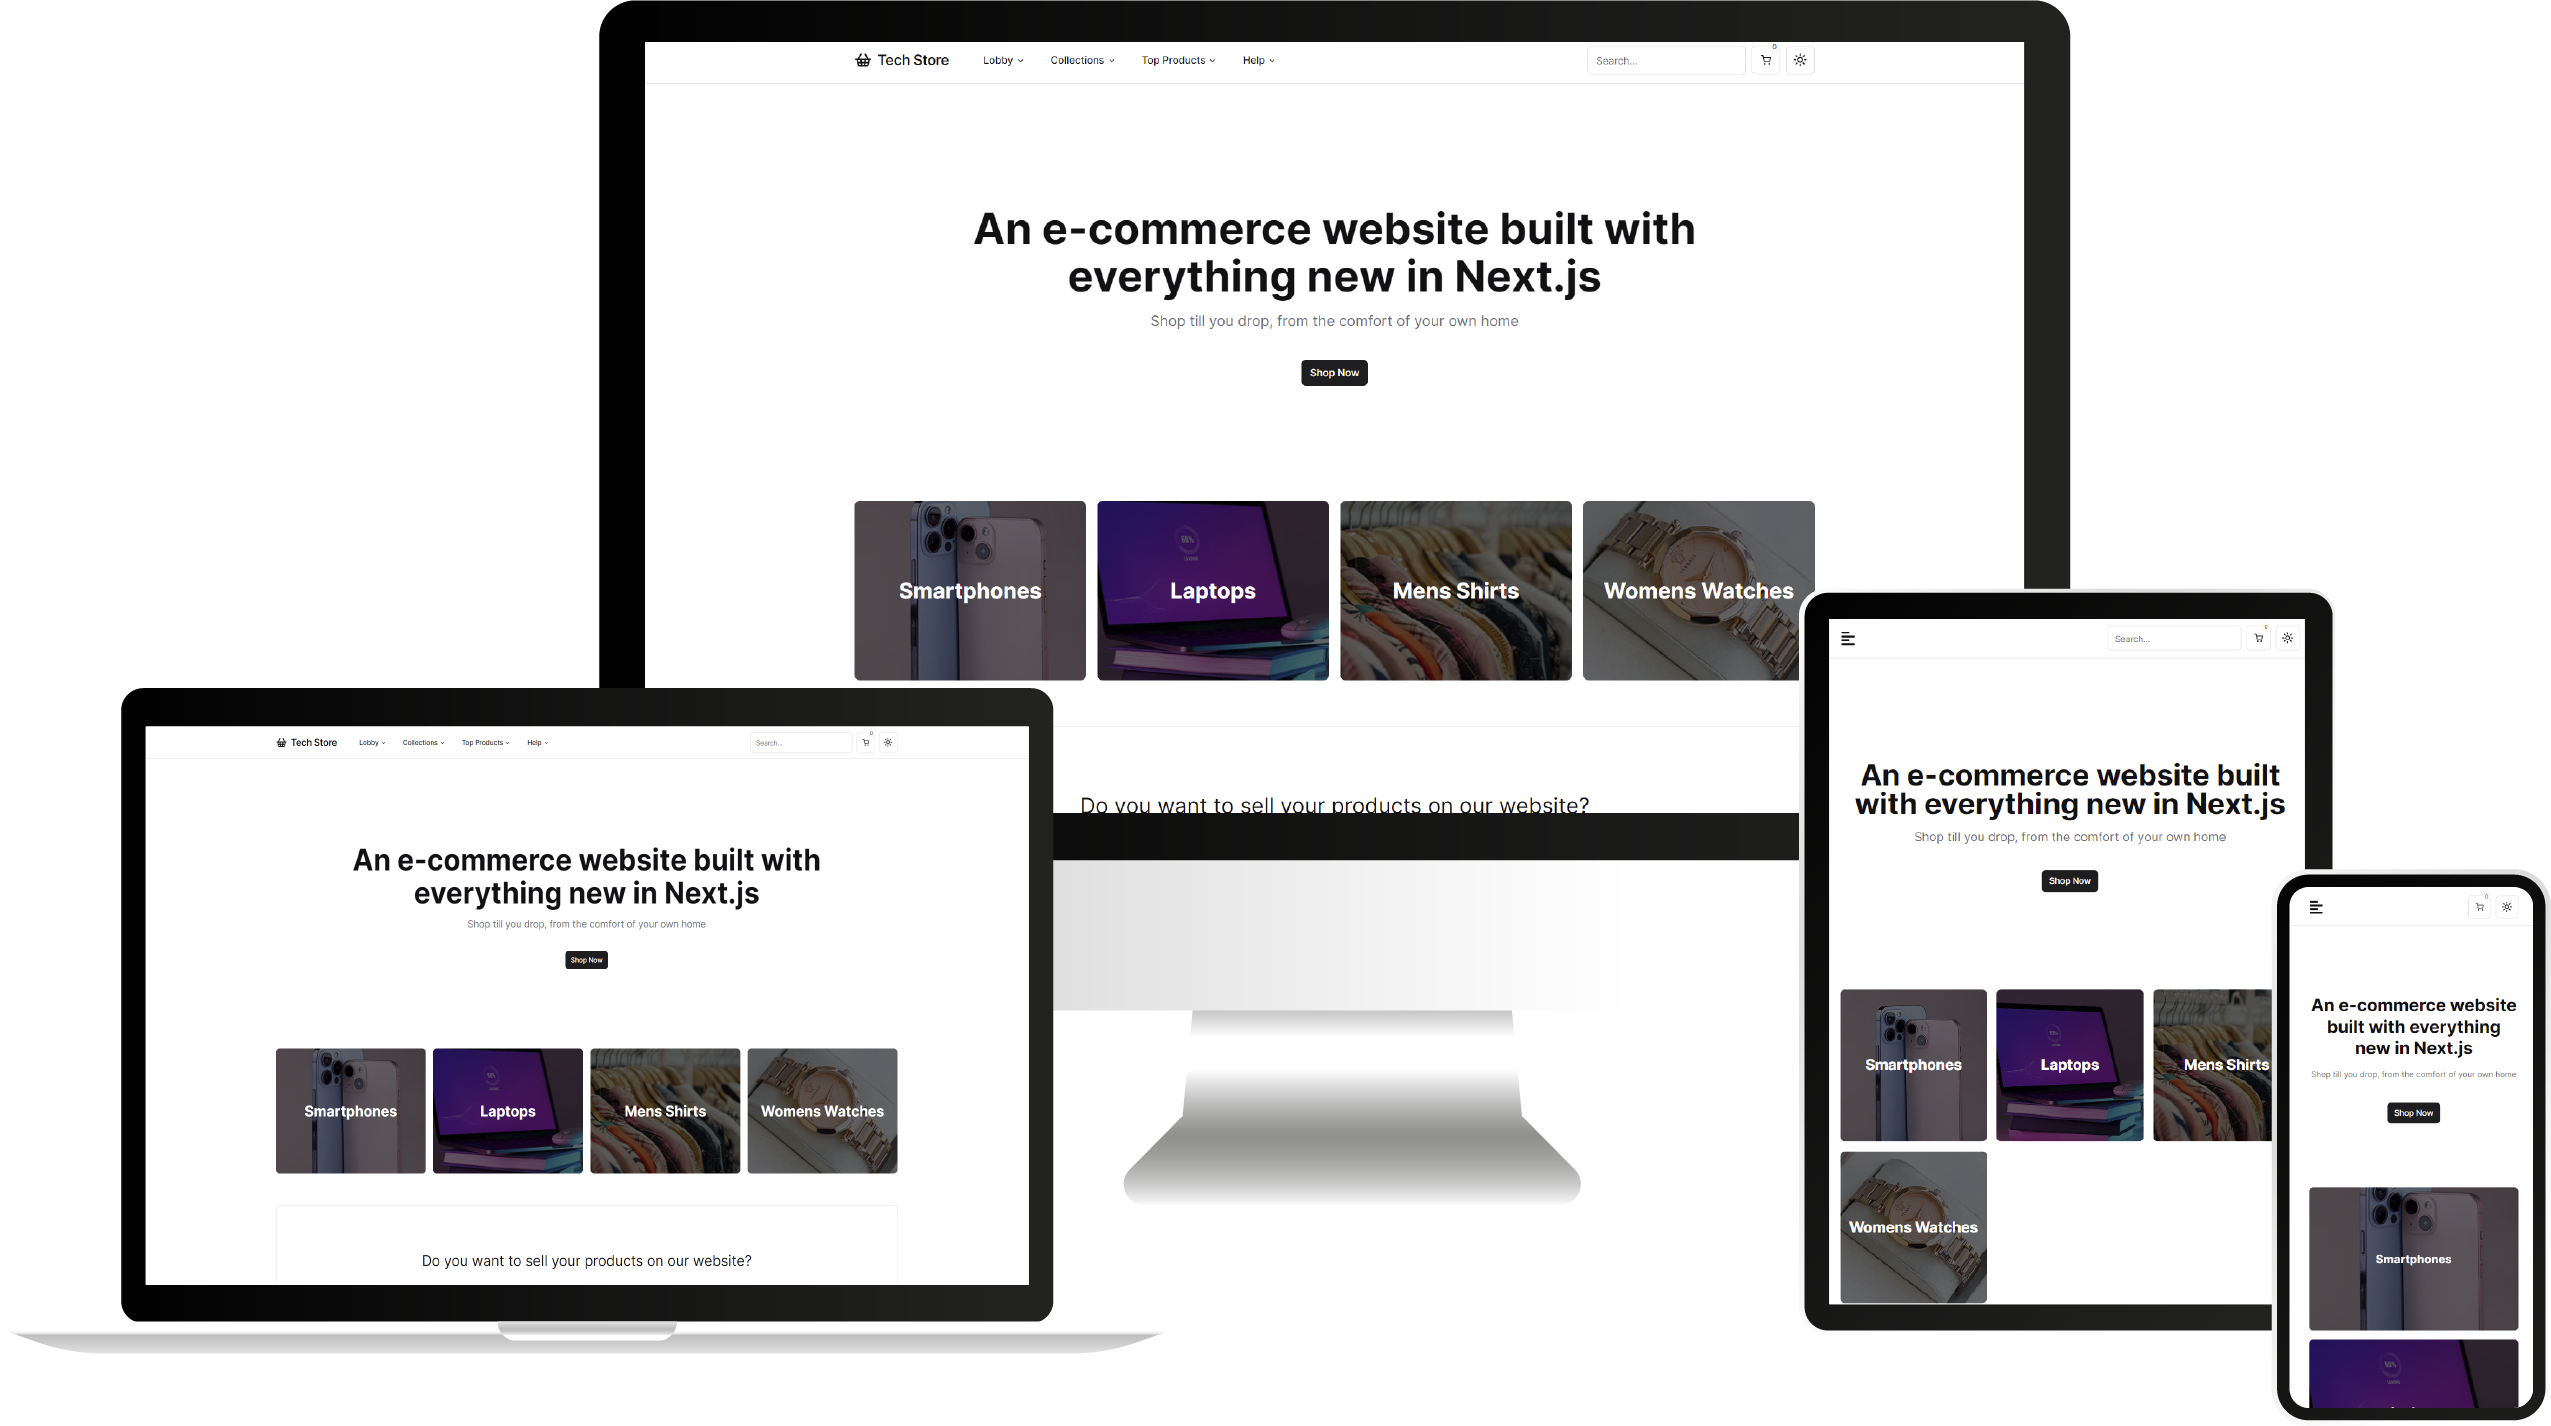 Tech Store
Lobby
Collections
Top Products
Help
Search...
0
An e-commerce website built with
everything new in Next.js
Shop till you drop, from the comfort of your own home
Shop Now
68%
Smartphones
Laptops
Mens Shirts
Womens Watches
Do you want to sell your products on our website?
Tech Store
Lobby
Collections
Top Products
Help
Search...
0
An e-commerce website built with
everything new in Next.js
Shop till you drop, from the comfort of your own home
Shop Now
Smartphones
Laptops
Mens Shirts
Womens Watches
Do you want to sell your products on our website?
Search...
0
An e-commerce website built
with everything new in Next.js
Shop till you drop, from the comfort of your own home
Shop Now
Smartphones
Laptops
Mens Shirts
Womens Watches
0
An e-commerce website
built with everything
new in Next.js
Shop till you drop, from the comfort of your own home
Shop Now
Smartphones